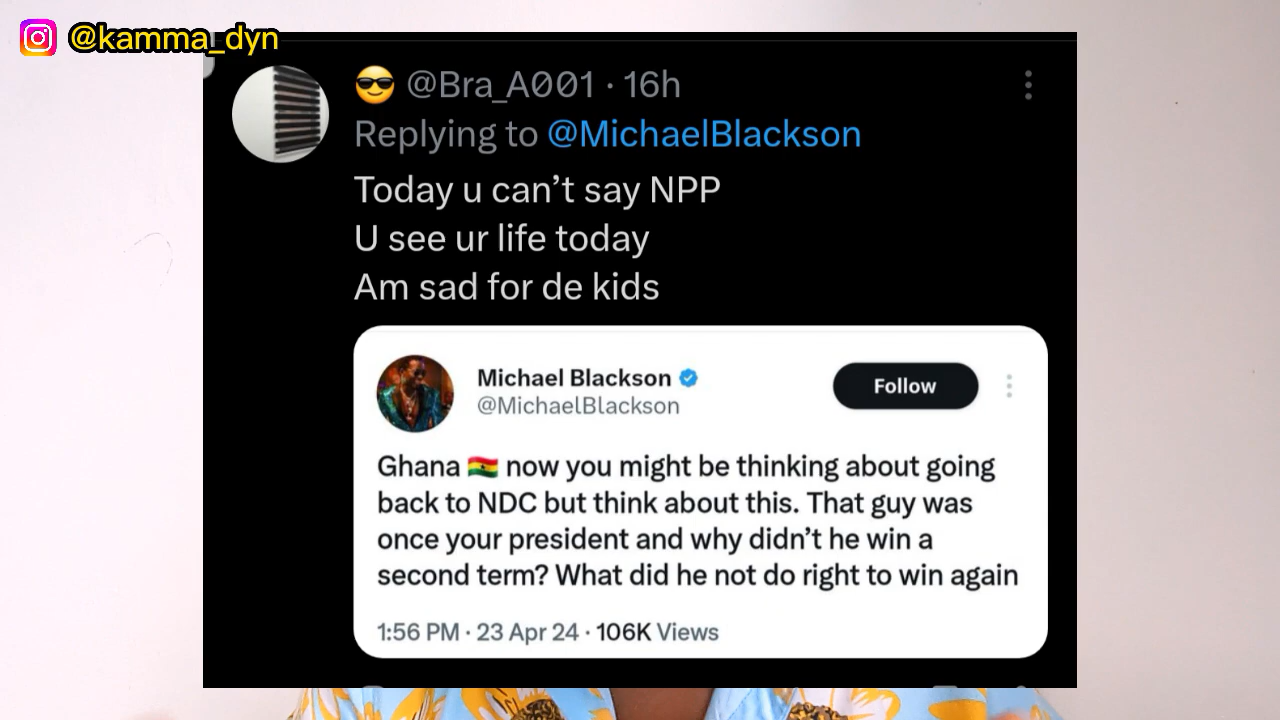 @kamma_dyn
😎 @Bra_A001 · 16h
Replying to @MichaelBlackson
Today u can’t say NPP
U see ur life today
Am sad for de kids
Michael Blackson
Follow
@MichaelBlackson
Ghana 🇬🇭 now you might be thinking about going
back to NDC but think about this. That guy was
once your president and why didn’t he win a
second term? What did he not do right to win again
1:56 PM · 23 Apr 24 · 106K Views